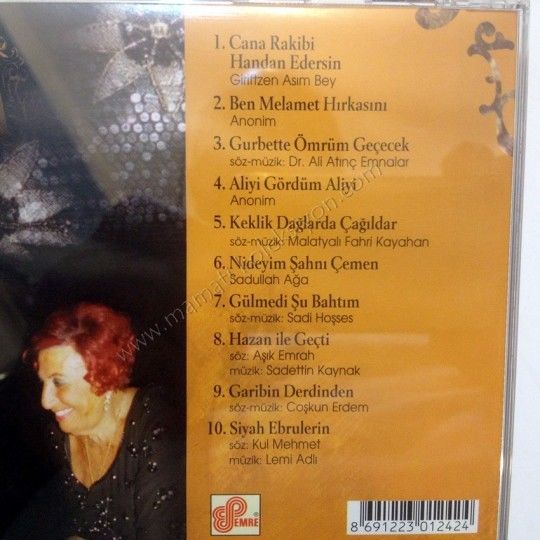 1. Cana Rakibi
Handan Edersin
Giriftzen Asım Bey
2. Ben Melamet Hırkasını
Anonim
3. Gurbette Ömrüm Geçecek
söz-müzik: Dr. Ali Atınç Emnalar
4. Aliyi Gördüm Aliyi
Anonim
5. Keklik Dağlarda Çağıldar
söz-müzik: Malatyalı Fahri Kayahan
6. Nideyim Şahnı Çemen
Sadullah Ağa
7. Gülmedi Şu Bahtım
söz-müzik: Sadi Hoşses
8. Hazan ile Geçti
söz: Aşık Emrah
müzik: Sadettin Kaynak
9. Garibin Derdinden
söz-müzik: Coşkun Erdem
10. Siyah Ebrulerin
söz: Kul Mehmet
müzik: Lemi Adlı
EMRE
8 691223 012424